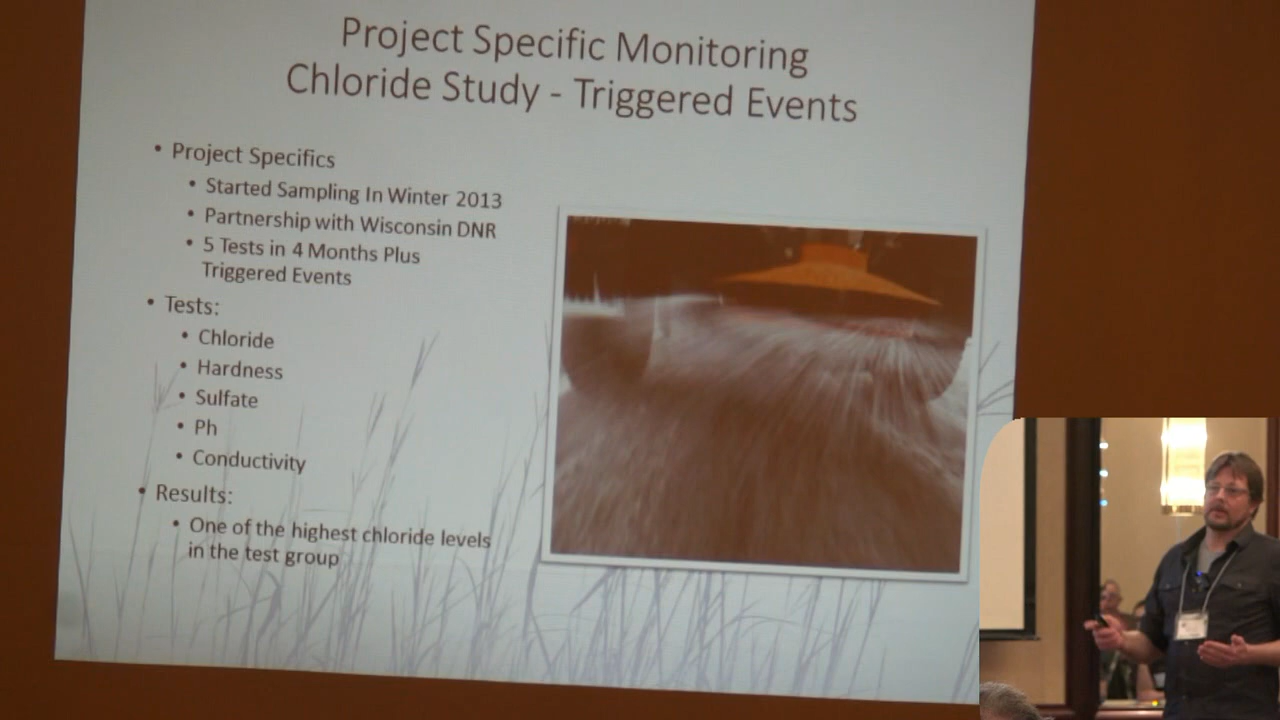 Project Specific Monitoring
Chloride Study - Triggered Events
• Project Specifics
• Started Sampling In Winter 2013
• Partnership with Wisconsin DNR
• 5 Tests in 4 Months Plus
Triggered Events
• Tests:
• Chloride
• Hardness
• Sulfate
• Ph
• Conductivity
• Results:
• One of the highest chloride levels
in the test group